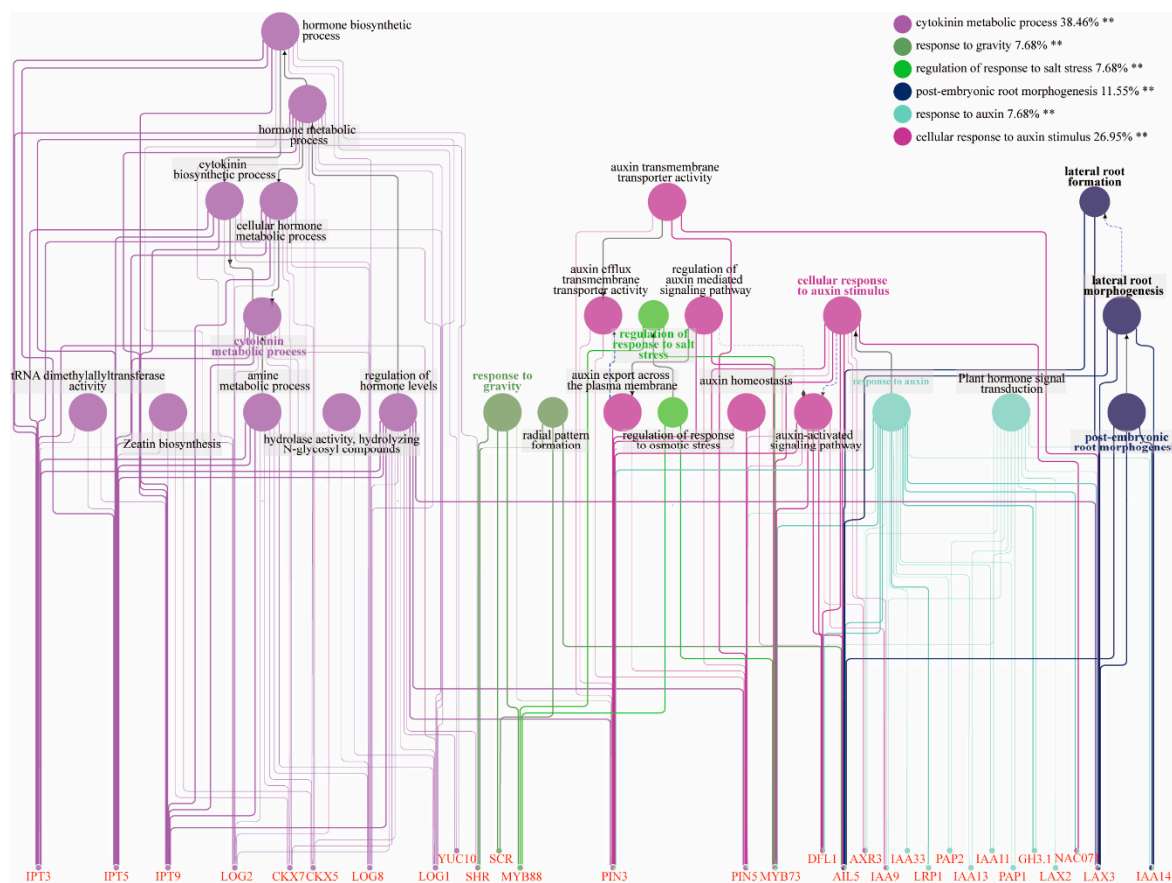 hormone biosynthetic
process
cytokinin metabolic process 38.46% **
response to gravity 7.68% **
regulation of response to salt stress 7.68% **
post-embryonic root morphogenesis 11.55% **
response to auxin 7.68% **
cellular response to auxin stimulus 26.95% **
hormone metabolic
process
cytokinin
biosynthetic process
cellular hormone
metabolic process
auxin transmembrane
transporter activity
lateral root
formation
auxin efflux
transmembrane
transporter activity
regulation of
auxin mediated
signaling pathway
cellular response
to auxin stimulus
lateral root
morphogenesis
cytokinin
metabolic process
regulation of
response to salt
stress
tRNA dimethylallyltransferase
activity
amine
metabolic process
regulation of
hormone levels
response to
gravity
auxin export across
the plasma membrane
auxin homeostasis
response to auxin
Plant hormone signal
transduction
Zeatin biosynthesis
hydrolase activity, hydrolyzing
N-glycosyl compounds
radial pattern
formation
regulation of response
to osmotic stress
auxin-activated
signaling pathway
post-embryonic
root morphogenes
YUC10 SCR DFL1 AXR3 IAA33 PAP2 IAA11 GH3.1 NAC071
IPT3 IPT5 IPT9 LOG2 CKX7 CKX5 LOG8 LOG1 SHR MYB88 PIN3 PIN5 MYB73 AIL5 IAA9 LRP1 IAA13 PAP1 LAX2 LAX3 IAA14